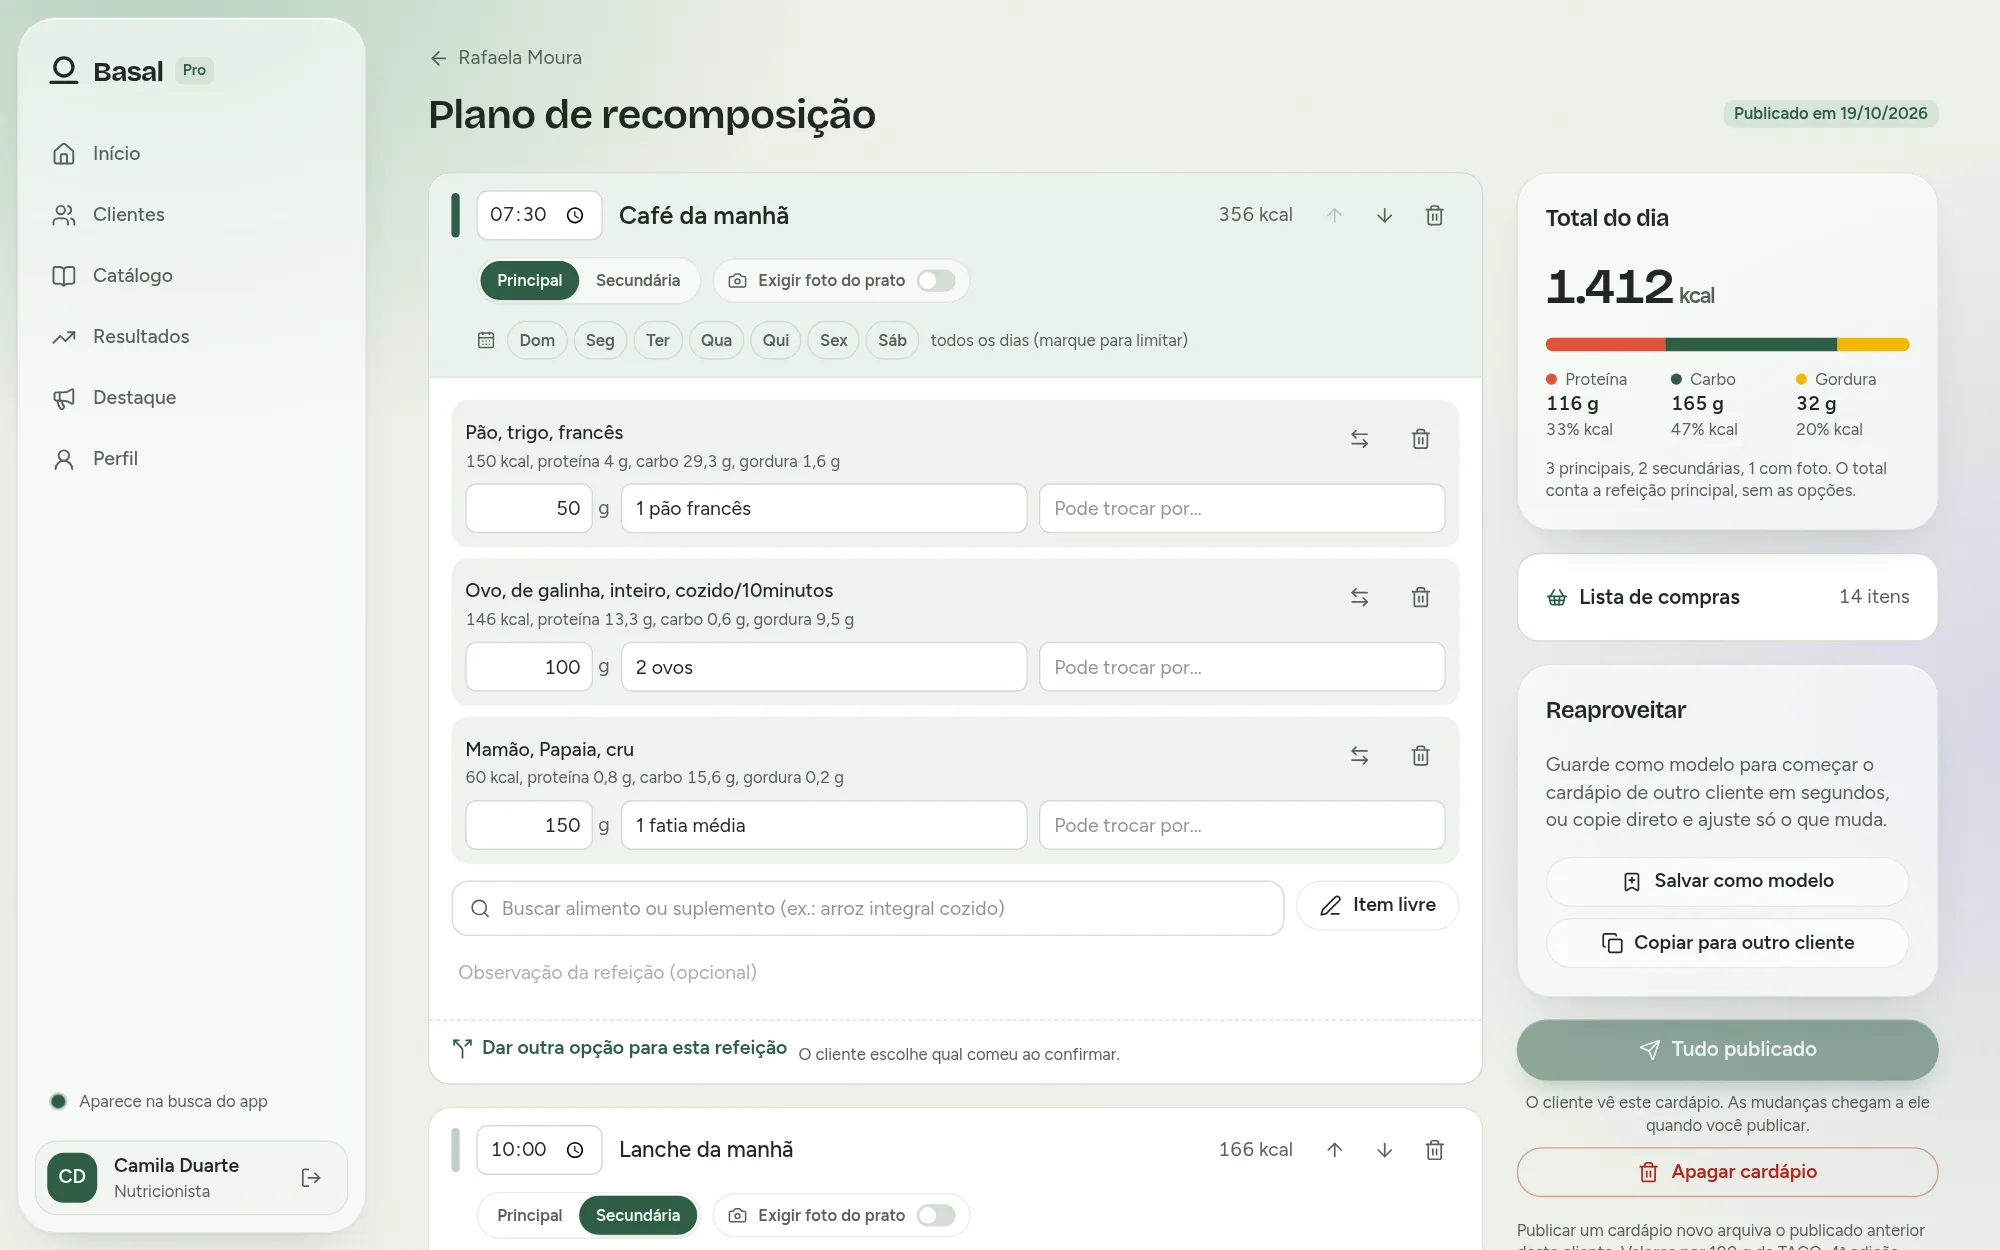 Basal Pro
Início
Clientes
Catálogo
Resultados
Destaque
Perfil
Aparece na busca do app
CD
Camila Duarte
Nutricionista
Rafaela Moura
Plano de recomposição
Publicado em 19/10/2026
07:30
Café da manhã
356 kcal
Principal
Secundária
Exigir foto do prato
Dom
Seg
Ter
Qua
Qui
Sex
Sáb
todos os dias (marque para limitar)
Pão, trigo, francês
150 kcal, proteína 4 g, carbo 29,3 g, gordura 1,6 g
50 g
1 pão francês
Pode trocar por...
Ovo, de galinha, inteiro, cozido/10minutos
146 kcal, proteína 13,3 g, carbo 0,6 g, gordura 9,5 g
100 g
2 ovos
Pode trocar por...
Mamão, Papaia, cru
60 kcal, proteína 0,8 g, carbo 15,6 g, gordura 0,2 g
150 g
1 fatia média
Pode trocar por...
Buscar alimento ou suplemento (ex.: arroz integral cozido)
Item livre
Observação da refeição (opcional)
Dar outra opção para esta refeição
O cliente escolhe qual comeu ao confirmar.
10:00
Lanche da manhã
166 kcal
Principal
Secundária
Exigir foto do prato
Total do dia
1.412 kcal
Proteína
116 g
33% kcal
Carbo
165 g
47% kcal
Gordura
32 g
20% kcal
3 principais, 2 secundárias, 1 com foto. O total
conta a refeição principal, sem as opções.
Lista de compras
14 itens
Reaproveitar
Guarde como modelo para começar o
cardápio de outro cliente em segundos,
ou copie direto e ajuste só o que muda.
Salvar como modelo
Copiar para outro cliente
Tudo publicado
O cliente vê este cardápio. As mudanças chegam a ele
quando você publicar.
Apagar cardápio
Publicar um cardápio novo arquiva o publicado anterior
deste cliente. Valores por 100 g da TACO, 4ª edição